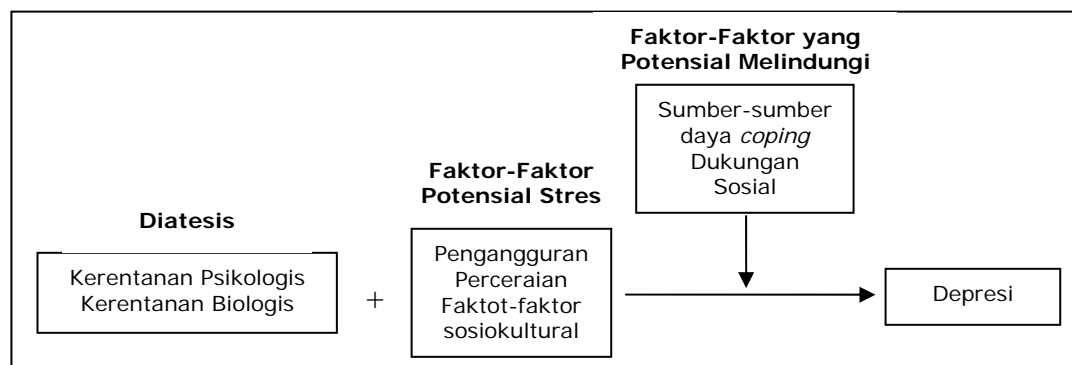 Faktor-Faktor yang
Potensial Melindungi
Sumber-sumber
daya coping
Dukungan
Sosial
Faktor-Faktor
Potensial Stres
Diatesis
Pengangguran
Perceraian
Faktot-faktor
sosiokultural
Kerentanan Psikologis
Kerentanan Biologis
+
Depresi